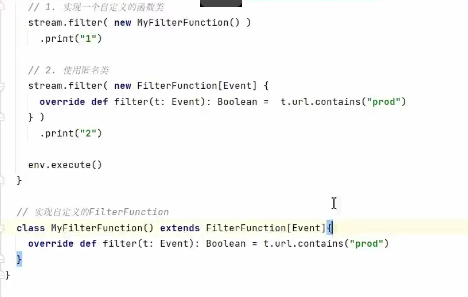 // 1. 实现一个自定义的函数类
stream.filter( new MyFilterFunction() )
.print("1")
// 2. 使用匿名类
stream.filter( new FilterFunction[Event] {
override def filter(t: Event): Boolean =  t.url.contains("prod")
} )
.print("2")
env.execute()
}
// 实现自定义的FilterFunction
class MyFilterFunction() extends FilterFunction[Event]{
override def filter(t: Event): Boolean = t.url.contains("prod")
}
}